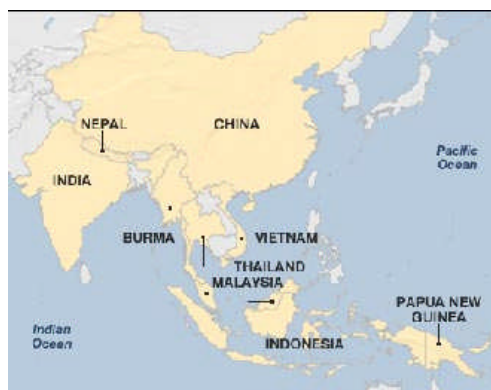 NEPAL
CHINA
Pacific
Ocean
INDIA
BURMA
VIETNAM
THAILAND
MALAYSIA
PAPUA NEW
GUINEA
Indian
Ocean
INDONESIA